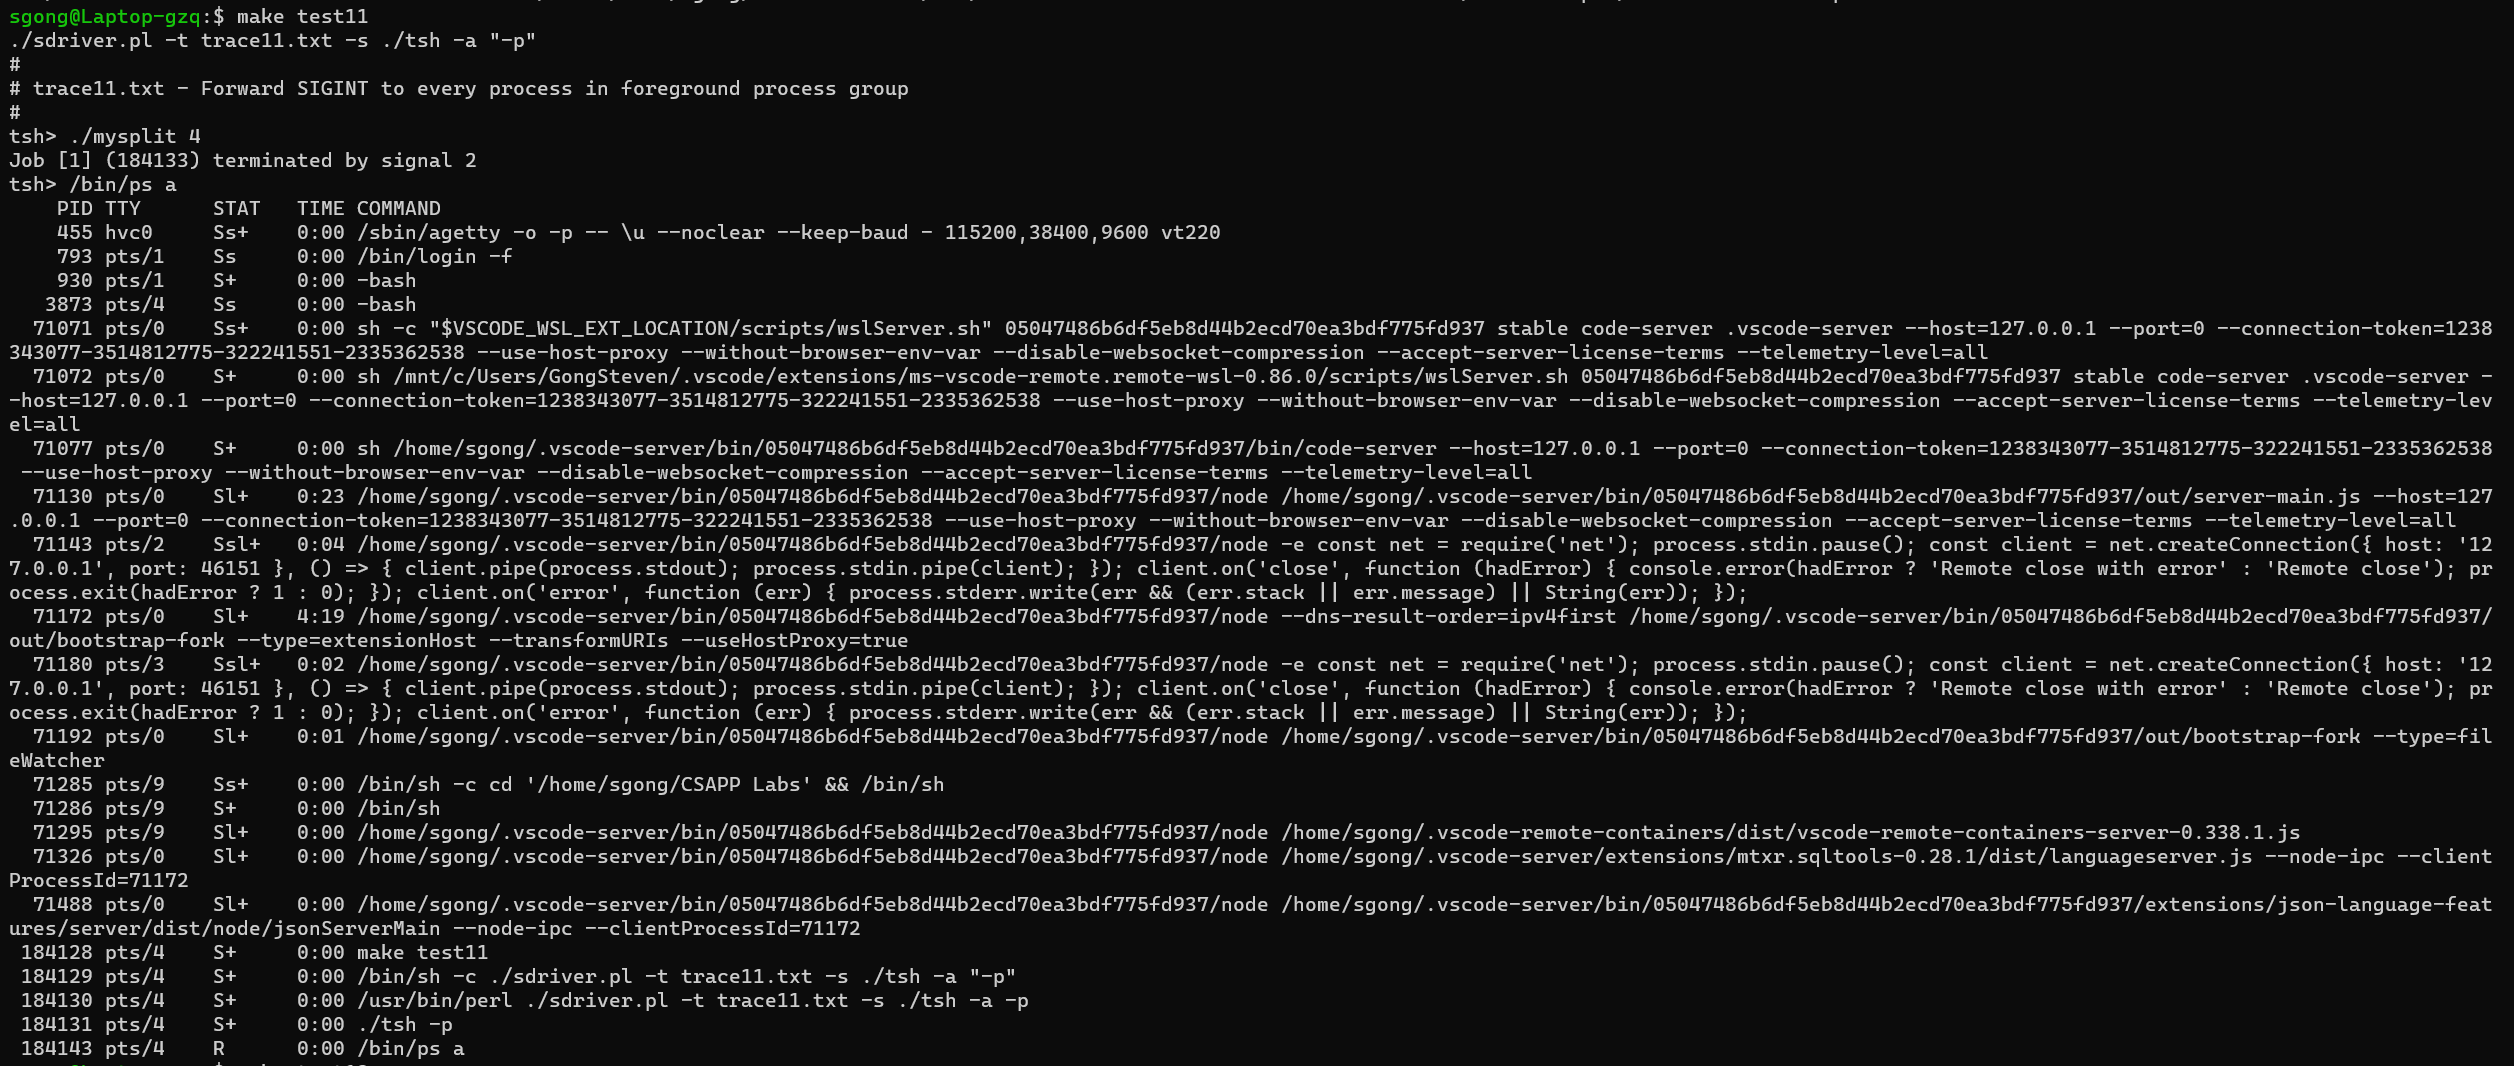 sgong@Laptop-gzq:$ make test11
./sdriver.pl -t trace11.txt -s ./tsh -a "-p"
#
# trace11.txt - Forward SIGINT to every process in foreground process group
#
tsh> ./mysplit 4
Job [1] (184133) terminated by signal 2
tsh> /bin/ps a
    PID TTY      STAT   TIME COMMAND
    455 hvc0     Ss+    0:00 /sbin/agetty -o -p -- \u --noclear --keep-baud - 115200,38400,9600 vt220
    793 pts/1    Ss     0:00 /bin/login -f
    930 pts/1    S+     0:00 -bash
   3873 pts/4    Ss     0:00 -bash
  71071 pts/0    Ss+    0:00 sh -c "$VSCODE_WSL_EXT_LOCATION/scripts/wslServer.sh" 05047486b6df5eb8d44b2ecd70ea3bdf775fd937 stable code-server .vscode-server --host=127.0.0.1 --port=0 --connection-token=1238
343077-3514812775-322241551-2335362538 --use-host-proxy --without-browser-env-var --disable-websocket-compression --accept-server-license-terms --telemetry-level=all
  71072 pts/0    S+     0:00 sh /mnt/c/Users/GongSteven/.vscode/extensions/ms-vscode-remote.remote-wsl-0.86.0/scripts/wslServer.sh 05047486b6df5eb8d44b2ecd70ea3bdf775fd937 stable code-server .vscode-server -
-host=127.0.0.1 --port=0 --connection-token=1238343077-3514812775-322241551-2335362538 --use-host-proxy --without-browser-env-var --disable-websocket-compression --accept-server-license-terms --telemetry-lev
el=all
  71077 pts/0    S+     0:00 sh /home/sgong/.vscode-server/bin/05047486b6df5eb8d44b2ecd70ea3bdf775fd937/bin/code-server --host=127.0.0.1 --port=0 --connection-token=1238343077-3514812775-322241551-2335362538
 --use-host-proxy --without-browser-env-var --disable-websocket-compression --accept-server-license-terms --telemetry-level=all
  71130 pts/0    Sl+    0:23 /home/sgong/.vscode-server/bin/05047486b6df5eb8d44b2ecd70ea3bdf775fd937/node /home/sgong/.vscode-server/bin/05047486b6df5eb8d44b2ecd70ea3bdf775fd937/out/server-main.js --host=127
.0.0.1 --port=0 --connection-token=1238343077-3514812775-322241551-2335362538 --use-host-proxy --without-browser-env-var --disable-websocket-compression --accept-server-license-terms --telemetry-level=all
  71143 pts/2    Ssl+   0:04 /home/sgong/.vscode-server/bin/05047486b6df5eb8d44b2ecd70ea3bdf775fd937/node -e const net = require('net'); process.stdin.pause(); const client = net.createConnection({ host: '12
7.0.0.1', port: 46151 }, () => { client.pipe(process.stdout); process.stdin.pipe(client); }); client.on('close', function (hadError) { console.error(hadError ? 'Remote close with error' : 'Remote close'); pr
ocess.exit(hadError ? 1 : 0); }); client.on('error', function (err) { process.stderr.write(err && (err.stack || err.message) || String(err)); });
  71172 pts/0    Sl+    4:19 /home/sgong/.vscode-server/bin/05047486b6df5eb8d44b2ecd70ea3bdf775fd937/node --dns-result-order=ipv4first /home/sgong/.vscode-server/bin/05047486b6df5eb8d44b2ecd70ea3bdf775fd937/
out/bootstrap-fork --type=extensionHost --transformURIs --useHostProxy=true
  71180 pts/3    Ssl+   0:02 /home/sgong/.vscode-server/bin/05047486b6df5eb8d44b2ecd70ea3bdf775fd937/node -e const net = require('net'); process.stdin.pause(); const client = net.createConnection({ host: '12
7.0.0.1', port: 46151 }, () => { client.pipe(process.stdout); process.stdin.pipe(client); }); client.on('close', function (hadError) { console.error(hadError ? 'Remote close with error' : 'Remote close'); pr
ocess.exit(hadError ? 1 : 0); }); client.on('error', function (err) { process.stderr.write(err && (err.stack || err.message) || String(err)); });
  71192 pts/0    Sl+    0:01 /home/sgong/.vscode-server/bin/05047486b6df5eb8d44b2ecd70ea3bdf775fd937/node /home/sgong/.vscode-server/bin/05047486b6df5eb8d44b2ecd70ea3bdf775fd937/out/bootstrap-fork --type=fil
eWatcher
  71285 pts/9    Ss+    0:00 /bin/sh -c cd '/home/sgong/CSAPP Labs' && /bin/sh
  71286 pts/9    S+     0:00 /bin/sh
  71295 pts/9    Sl+    0:00 /home/sgong/.vscode-server/bin/05047486b6df5eb8d44b2ecd70ea3bdf775fd937/node /home/sgong/.vscode-remote-containers/dist/vscode-remote-containers-server-0.338.1.js
  71326 pts/0    Sl+    0:00 /home/sgong/.vscode-server/bin/05047486b6df5eb8d44b2ecd70ea3bdf775fd937/node /home/sgong/.vscode-server/extensions/mtxr.sqltools-0.28.1/dist/languageserver.js --node-ipc --client
ProcessId=71172
  71488 pts/0    Sl+    0:00 /home/sgong/.vscode-server/bin/05047486b6df5eb8d44b2ecd70ea3bdf775fd937/node /home/sgong/.vscode-server/bin/05047486b6df5eb8d44b2ecd70ea3bdf775fd937/extensions/json-language-feat
ures/server/dist/node/jsonServerMain --node-ipc --clientProcessId=71172
 184128 pts/4    S+     0:00 make test11
 184129 pts/4    S+     0:00 /bin/sh -c ./sdriver.pl -t trace11.txt -s ./tsh -a "-p"
 184130 pts/4    S+     0:00 /usr/bin/perl ./sdriver.pl -t trace11.txt -s ./tsh -a -p
 184131 pts/4    S+     0:00 ./tsh -p
 184143 pts/4    R      0:00 /bin/ps a